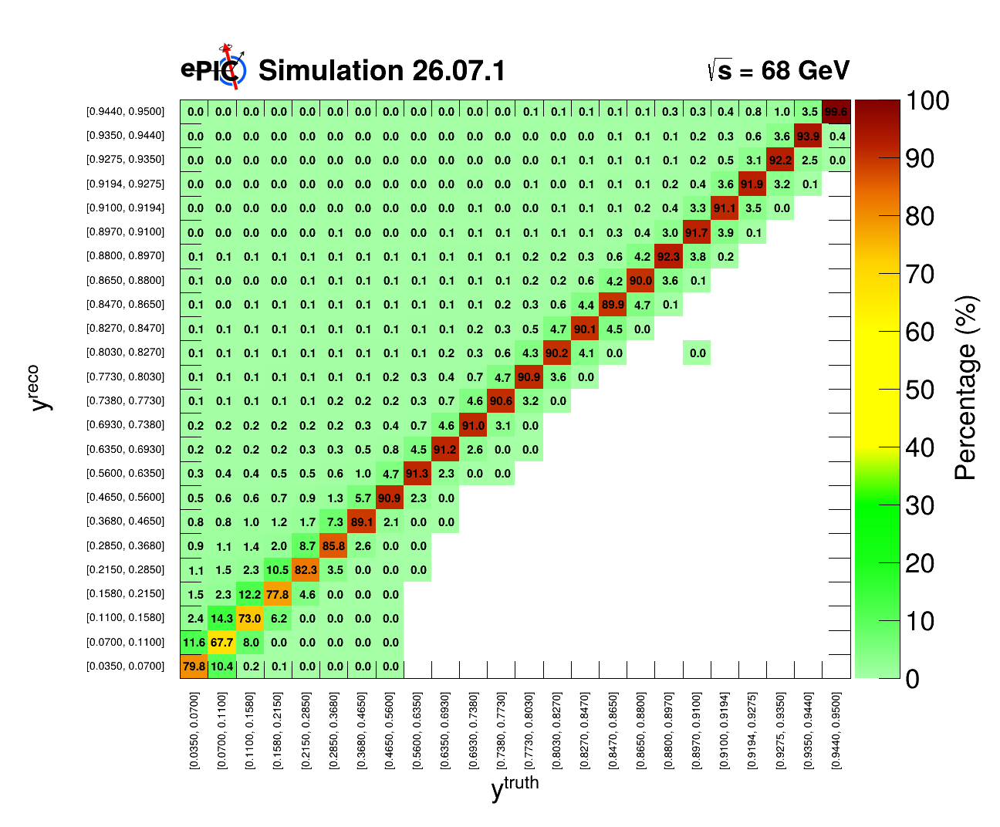 ePIC Simulation 26.07.1 √s = 68 GeV
[0.9440, 0.9500] 0.0 0.0 0.0 0.0 0.0 0.0 0.0 0.0 0.0 0.0 0.0 0.0 0.1 0.1 0.1 0.1 0.1 0.3 0.3 0.4 0.8 1.0 3.5 99.6 100
[0.9350, 0.9440] 0.0 0.0 0.0 0.0 0.0 0.0 0.0 0.0 0.0 0.0 0.0 0.0 0.0 0.0 0.0 0.1 0.1 0.1 0.2 0.3 0.6 3.6 93.9 0.4
[0.9275, 0.9350] 0.0 0.0 0.0 0.0 0.0 0.0 0.0 0.0 0.0 0.0 0.0 0.0 0.0 0.1 0.1 0.1 0.1 0.1 0.2 0.5 3.1 92.2 2.5 0.0 90
[0.9194, 0.9275] 0.0 0.0 0.0 0.0 0.0 0.0 0.0 0.0 0.0 0.0 0.0 0.0 0.1 0.0 0.1 0.1 0.1 0.2 0.4 3.6 91.9 3.2 0.1
[0.9100, 0.9194] 0.0 0.0 0.0 0.0 0.0 0.0 0.0 0.0 0.0 0.0 0.1 0.0 0.0 0.1 0.1 0.1 0.2 0.4 3.3 91.1 3.5 0.0 80
[0.8970, 0.9100] 0.0 0.0 0.0 0.0 0.0 0.1 0.0 0.0 0.0 0.1 0.1 0.1 0.1 0.1 0.1 0.3 0.4 3.0 91.7 3.9 0.1
[0.8800, 0.8970] 0.1 0.1 0.1 0.1 0.1 0.1 0.1 0.1 0.1 0.1 0.1 0.1 0.2 0.2 0.3 0.6 4.2 92.3 3.8 0.2
[0.8650, 0.8800] 0.1 0.0 0.0 0.1 0.1 0.1 0.1 0.1 0.1 0.1 0.1 0.1 0.2 0.2 0.6 4.2 90.0 3.6 0.1 70
[0.8470, 0.8650] 0.1 0.0 0.1 0.1 0.1 0.1 0.1 0.1 0.1 0.1 0.1 0.2 0.3 0.6 4.4 89.9 4.7 0.1
[0.8270, 0.8470] 0.1 0.1 0.1 0.1 0.1 0.1 0.1 0.1 0.1 0.1 0.2 0.3 0.5 4.7 90.1 4.5 0.0 60
[0.8030, 0.8270] 0.1 0.1 0.1 0.1 0.1 0.1 0.1 0.1 0.1 0.2 0.3 0.6 4.3 90.2 4.1 0.0 0.0
[0.7730, 0.8030] 0.1 0.1 0.1 0.1 0.1 0.1 0.1 0.2 0.3 0.4 0.7 4.7 90.9 3.6 0.0 50
[0.7380, 0.7730] 0.1 0.1 0.1 0.1 0.1 0.2 0.2 0.2 0.3 0.7 4.6 90.6 3.2 0.0
[0.6930, 0.7380] 0.2 0.2 0.2 0.2 0.2 0.2 0.3 0.4 0.7 4.6 91.0 3.1 0.0
[0.6350, 0.6930] 0.2 0.2 0.2 0.2 0.3 0.3 0.5 0.8 4.5 91.2 2.6 0.0 0.0 40
[0.5600, 0.6350] 0.3 0.4 0.4 0.5 0.5 0.6 1.0 4.7 91.3 2.3 0.0 0.0
[0.4650, 0.5600] 0.5 0.6 0.6 0.7 0.9 1.3 5.7 90.9 2.3 0.0 30
[0.3680, 0.4650] 0.8 0.8 1.0 1.2 1.7 7.3 89.1 2.1 0.0 0.0
[0.2850, 0.3680] 0.9 1.1 1.4 2.0 8.7 85.8 2.6 0.0 0.0
[0.2150, 0.2850] 1.1 1.5 2.3 10.5 82.3 3.5 0.0 0.0 0.0 20
[0.1580, 0.2150] 1.5 2.3 12.2 77.8 4.6 0.0 0.0 0.0
[0.1100, 0.1580] 2.4 14.3 73.0 6.2 0.0 0.0 0.0 0.0 10
[0.0700, 0.1100] 11.6 67.7 8.0 0.0 0.0 0.0 0.0 0.0
[0.0350, 0.0700] 79.8 10.4 0.2 0.1 0.0 0.0 0.0 0.0 0
y^reco
Percentage (%)
[0.0350, 0.0700] [0.0700, 0.1100] [0.1100, 0.1580] [0.1580, 0.2150] [0.2150, 0.2850] [0.2850, 0.3680] [0.3680, 0.4650] [0.4650, 0.5600] [0.5600, 0.6350] [0.6350, 0.6930] [0.6930, 0.7380] [0.7380, 0.7730] [0.7730, 0.8030] [0.8030, 0.8270] [0.8270, 0.8470] [0.8470, 0.8650] [0.8650, 0.8800] [0.8800, 0.8970] [0.8970, 0.9100] [0.9100, 0.9194] [0.9194, 0.9275] [0.9275, 0.9350] [0.9350, 0.9440] [0.9440, 0.9500]
y^truth